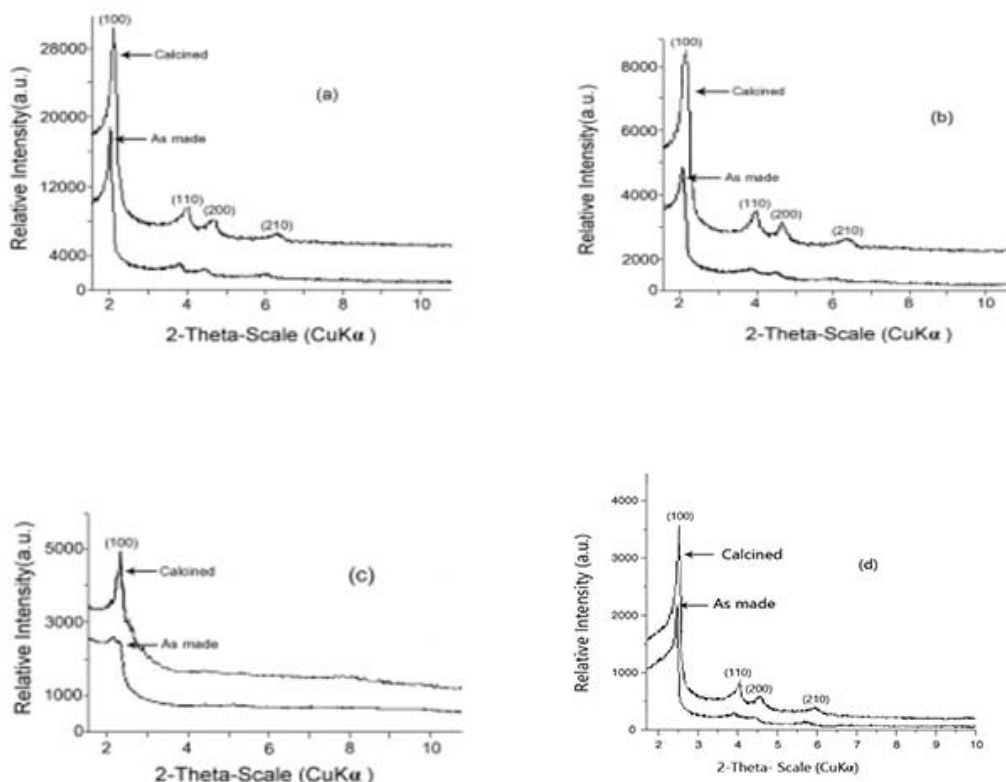 (100)
28000
Calcined
(a)
20000
As made
12000
(110)
(200)
(210)
4000
0
2
4
6
8
10
Relative Intensity(a.u.)
2-Theta-Scale (CuKα )
(100)
8000
Calcined
(b)
6000
As made
4000
(110)
(200)
(210)
2000
0
2
4
6
8
10
Relative Intensity(a.u.)
2-Theta-Scale (CuKα )
(100)
5000
Calcined
(c)
3000
As made
1000
0
2
4
6
8
10
Relative Intensity(a.u.)
2-Theta-Scale (CuKα)
4000
(100)
(d)
3000
Calcined
2000
As made
1000
(110)
(200)
(210)
0
2
3
4
5
6
7
8
9
10
Relative Intensity (a.u.)
2-Theta- Scale (CuKα)